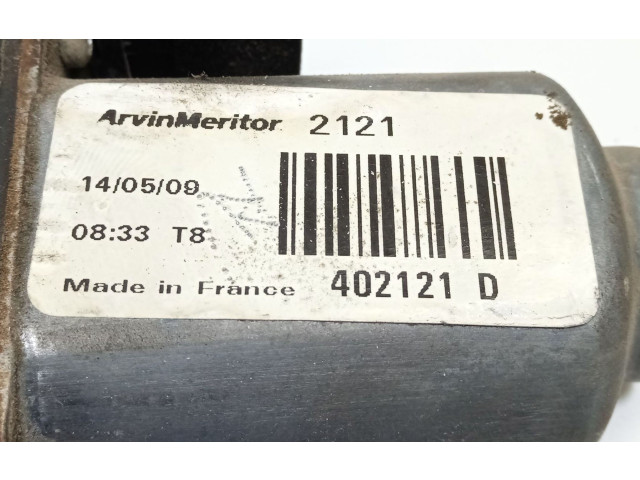 ArvinMeritor 2121
14/05/09
08:33 T8
Made in France 402121 D